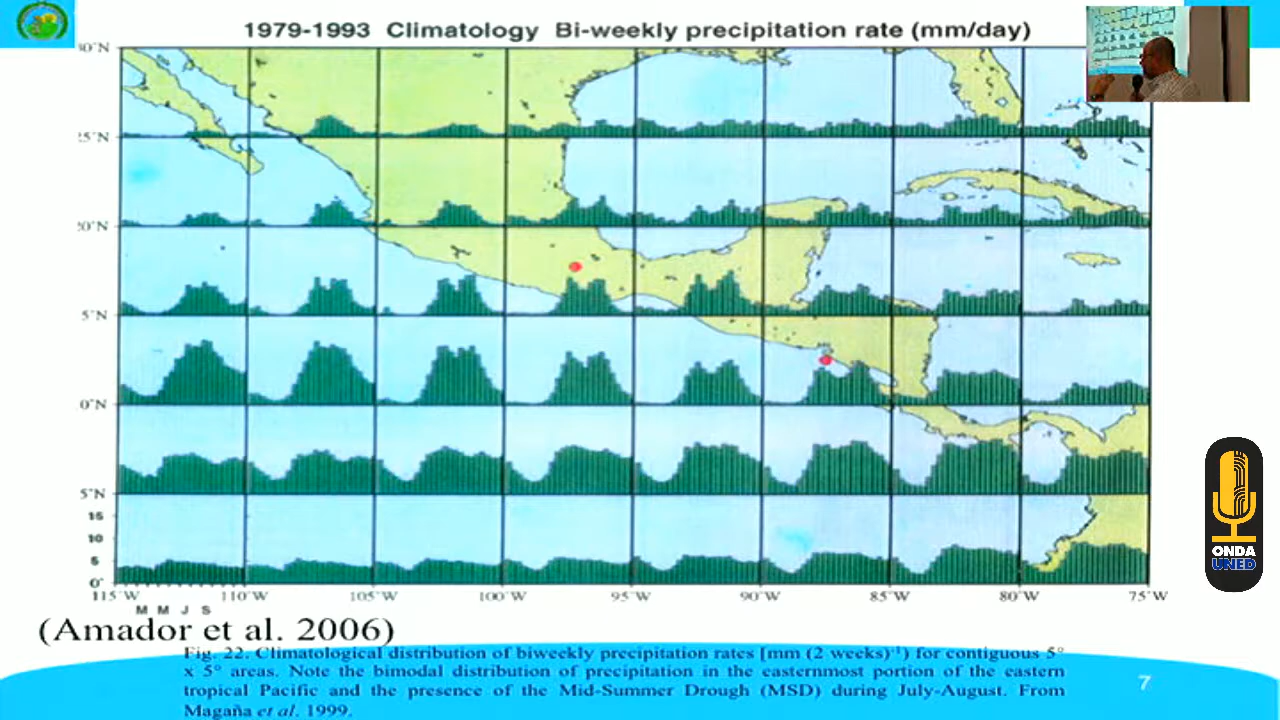 1979-1993 Climatology Bi-weekly precipitation rate (mm/day)
30˚N
25˚N
20˚N
5˚N
0˚N
5˚N
15
10
5
0˚
115˚W 110˚W 105˚W 100˚W 95˚W 90˚W 85˚W 80˚W 75˚W
M M J S
(Amador et al. 2006)
Fig. 22. Climatological distribution of biweekly precipitation rates [mm (2 weeks)⁻¹) for contiguous 5°
x 5° areas. Note the bimodal distribution of precipitation in the easternmost portion of the eastern
tropical Pacific and the presence of the Mid-Summer Drough (MSD) during July-August. From
Magaña et al. 1999.
7
ONDA
UNED